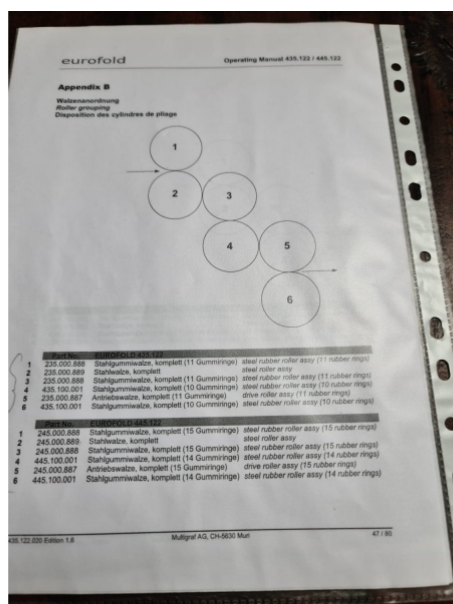 eurofold Operating Manual 435.122 / 445.122
Appendix B
Walzenanordnung
Roller grouping
Disposition des cylindres de pliage
1
2 3
4 5
6
Part No. EUROFOLD 435.122
1 235.000.888 Stahlgummiwalze, komplett (11 Gummiringe) steel rubber roller assy (11 rubber rings)
2 235.000.889 Stahlwalze, komplett steel roller assy
3 235.000.888 Stahlgummiwalze, komplett (11 Gummiringe) steel rubber roller assy (11 rubber rings)
4 435.100.001 Stahlgummiwalze, komplett (10 Gummiringe) steel rubber roller assy (10 rubber rings)
5 235.000.887 Antriebswalze, komplett (11 Gummiringe) drive roller assy (11 rubber rings)
6 435.100.001 Stahlgummiwalze, komplett (10 Gummiringe) steel rubber roller assy (10 rubber rings)
Part No. EUROFOLD 445.122
1 245.000.888 Stahlgummiwalze, komplett (15 Gummiringe) steel rubber roller assy (15 rubber rings)
2 245.000.889. Stahlwalze, komplett steel roller assy
3 245.000.888 Stahlgummiwalze, komplett (15 Gummiringe) steel rubber roller assy (15 rubber rings)
4 445.100.001 Stahlgummiwalze, komplett (14 Gummiringe) steel rubber roller assy (14 rubber rings)
5 245.000.887 Antriebswalze, komplett (15 Gummiringe) drive roller assy (15 rubber rings)
6 445.100.001 Stahlgummiwalze, komplett (14 Gummiringe) steel rubber roller assy (14 rubber rings)
435.122.020 Edition 1.6 Multigraf AG, CH-5630 Muri 47 / 50